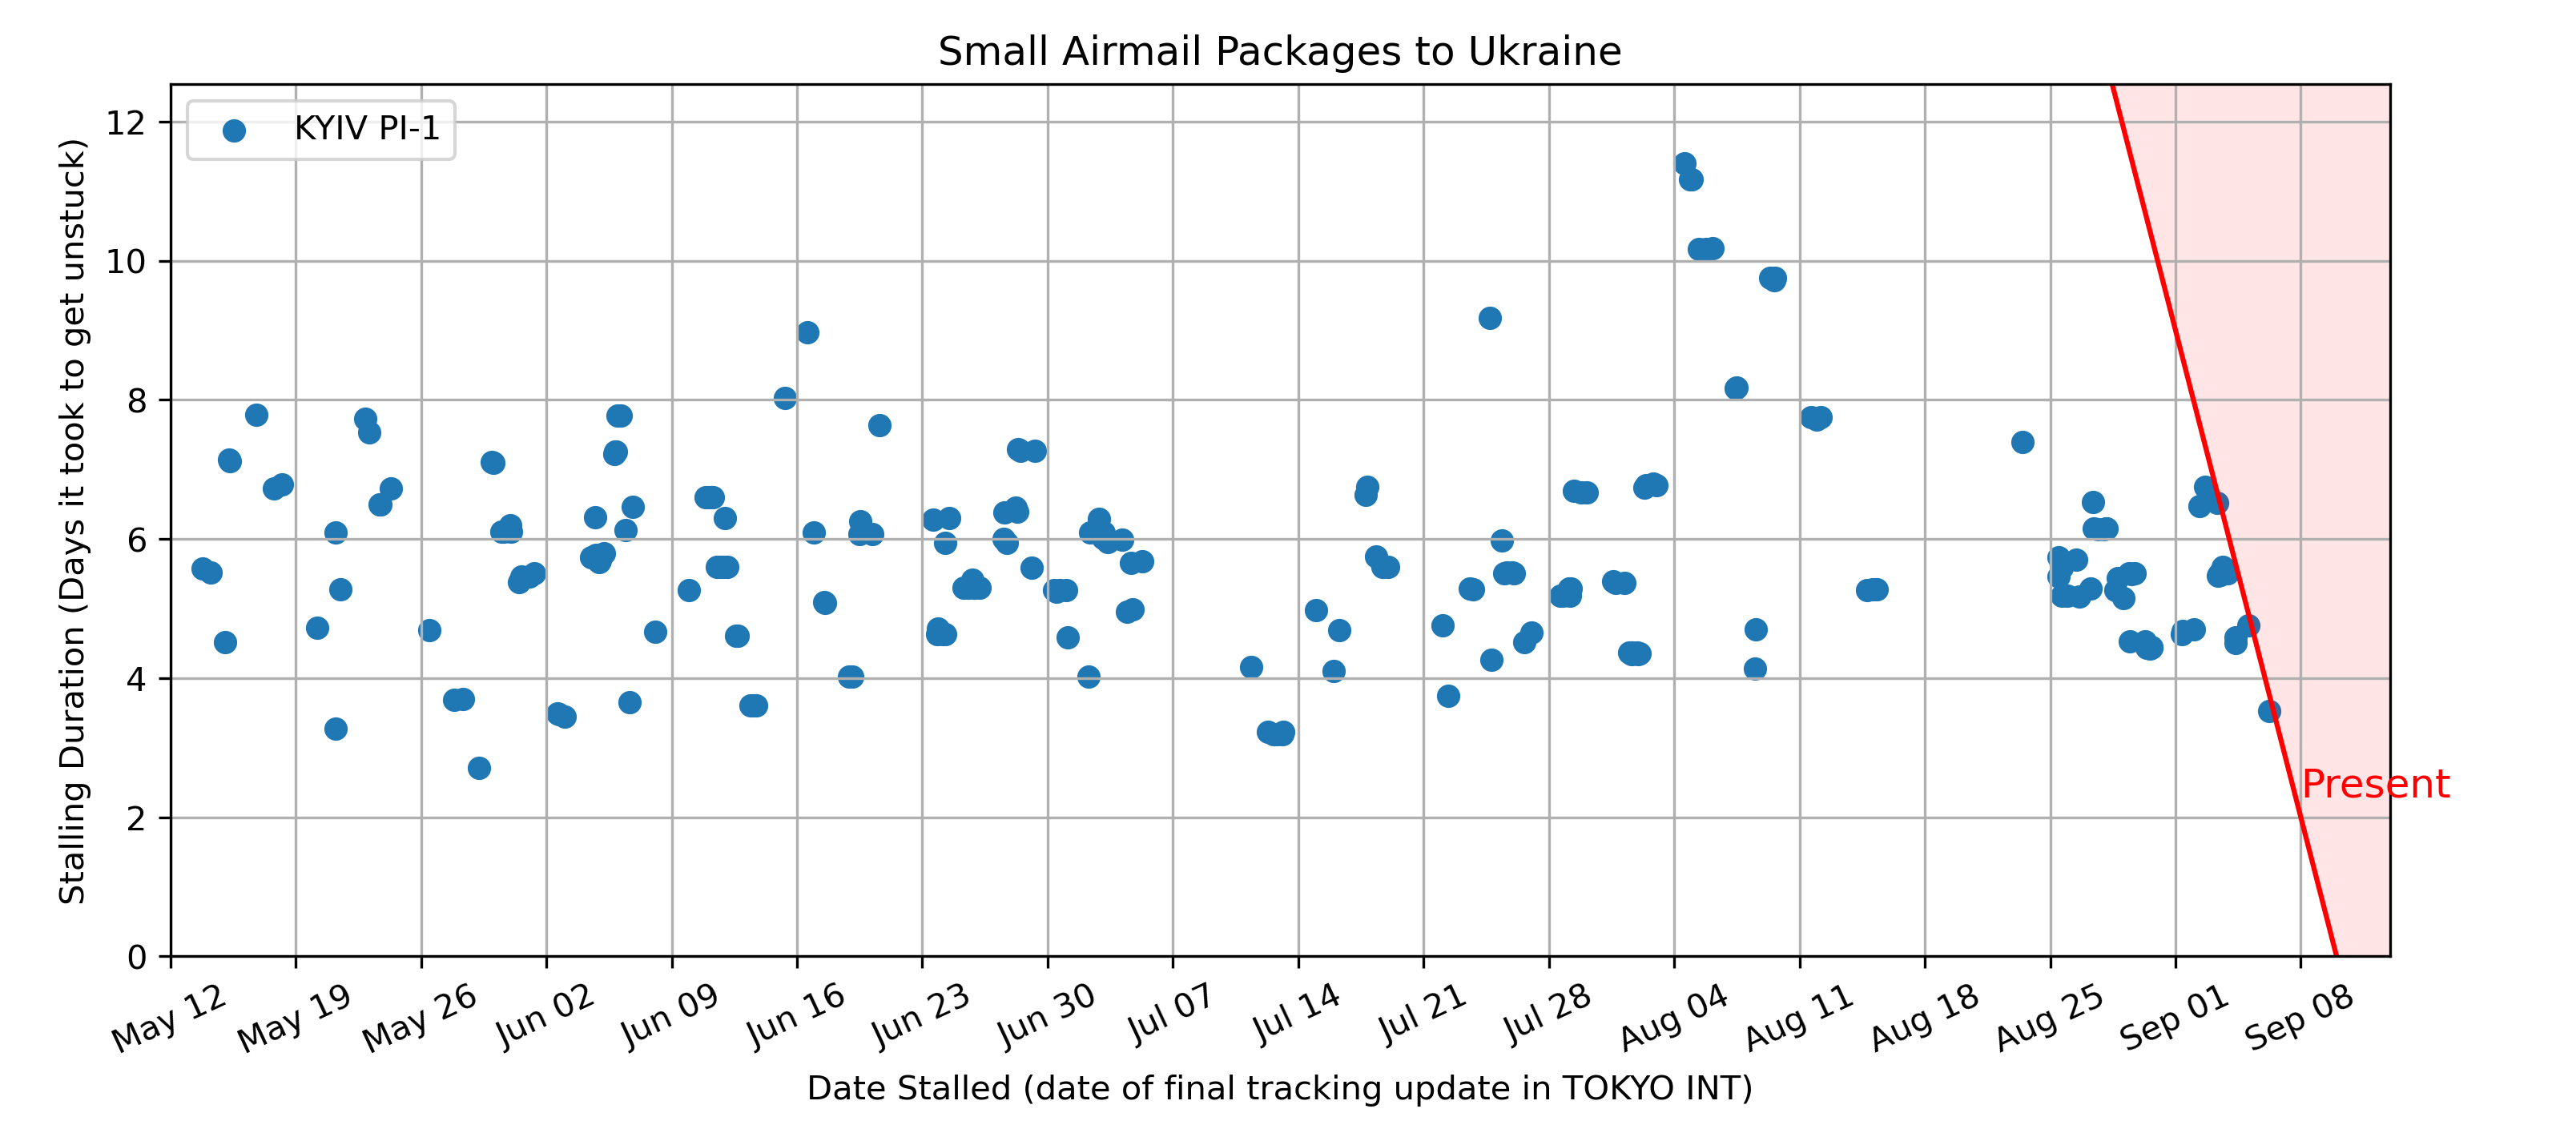 Small Airmail Packages to Ukraine
KYIV PI-1
Stalling Duration (Days it took to get unstuck)
12
10
8
6
4
2
0
Present
May 12
May 19
May 26
Jun 02
Jun 09
Jun 16
Jun 23
Jun 30
Jul 07
Jul 14
Jul 21
Jul 28
Aug 04
Aug 11
Aug 18
Aug 25
Sep 01
Sep 08
Date Stalled (date of final tracking update in TOKYO INT)